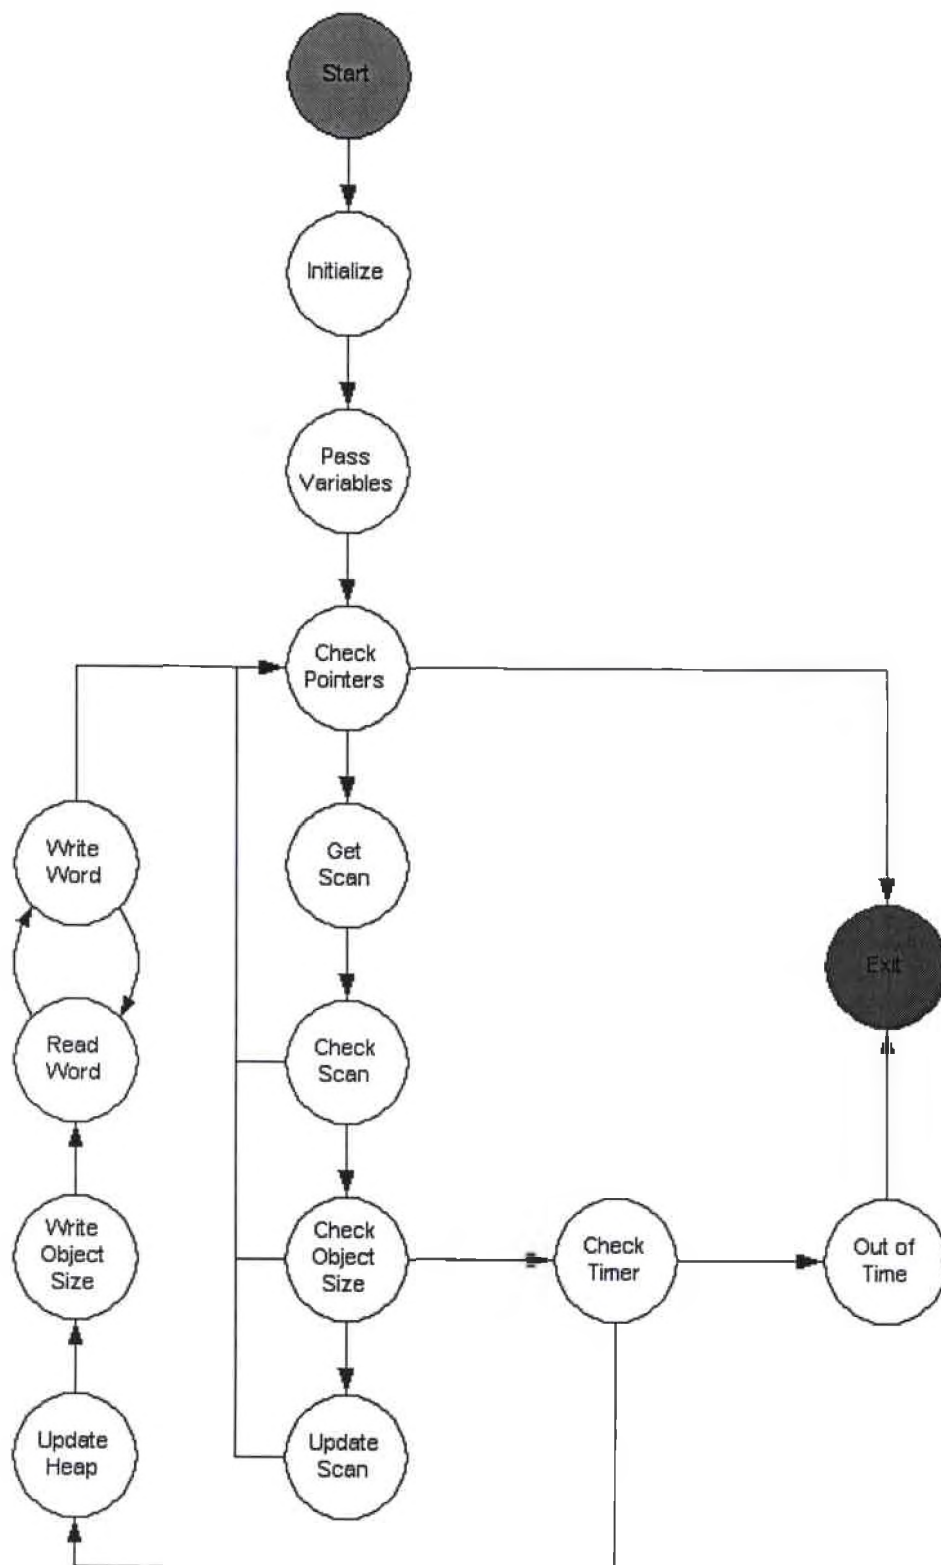 Start
Initialize
Pass
Variables
Check
Pointers
Write
Word
Get
Scan
Exit
Read
Word
Check
Scan
Write
Object
Size
Check
Object
Size
Check
Timer
Out of
Time
Update
Heap
Update
Scan